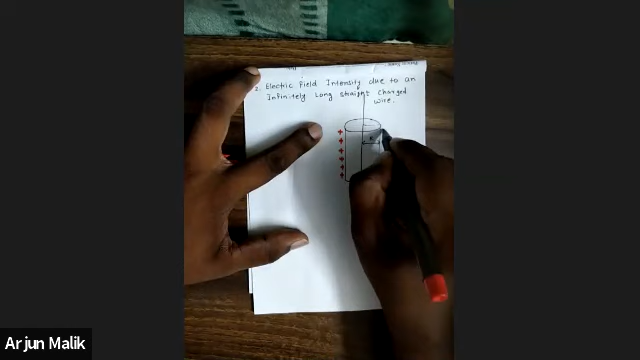 2. Electric Field Intensity due to an
Infinitely Long straight charged
wire.
+
+
+
+
+
+
r
Arjun Malik